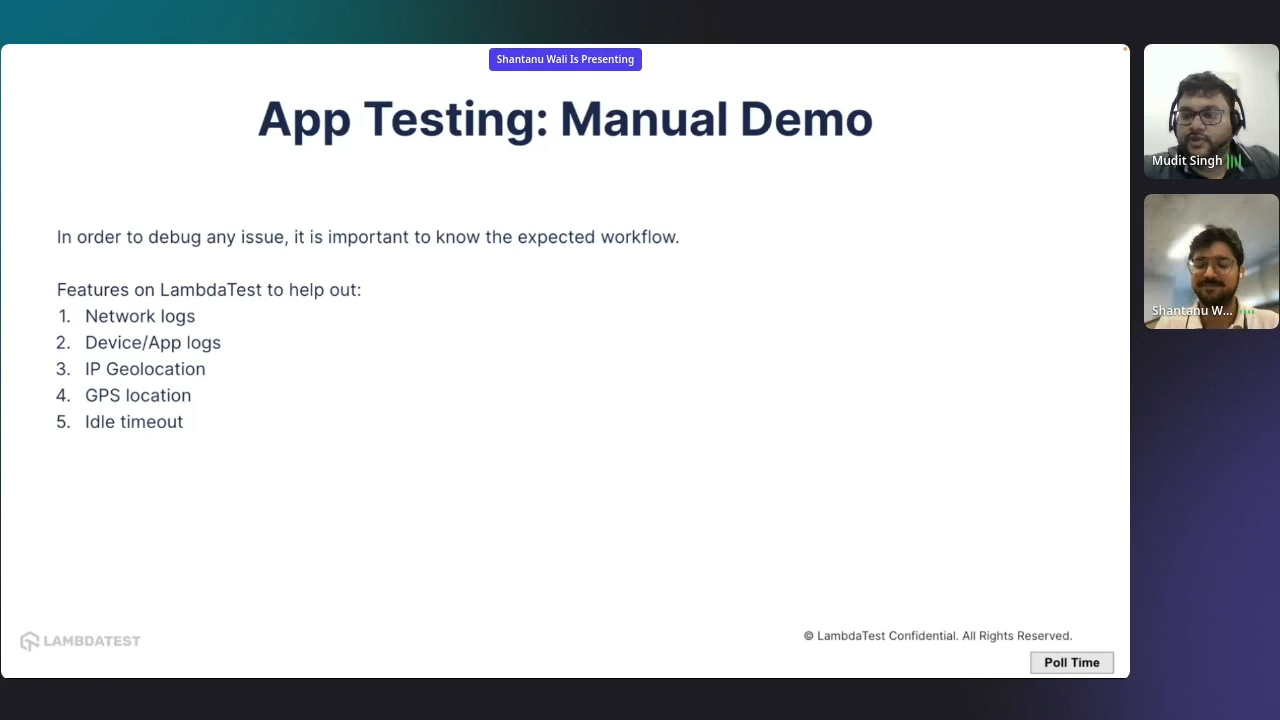 Shantanu Wali Is Presenting
App Testing: Manual Demo
In order to debug any issue, it is important to know the expected workflow.
Features on LambdaTest to help out:
1. Network logs
2. Device/App logs
3. IP Geolocation
4. GPS location
5. Idle timeout
LAMBDATEST
© LambdaTest Confidential. All Rights Reserved.
Poll Time
Mudit Singh
Shantanu W...